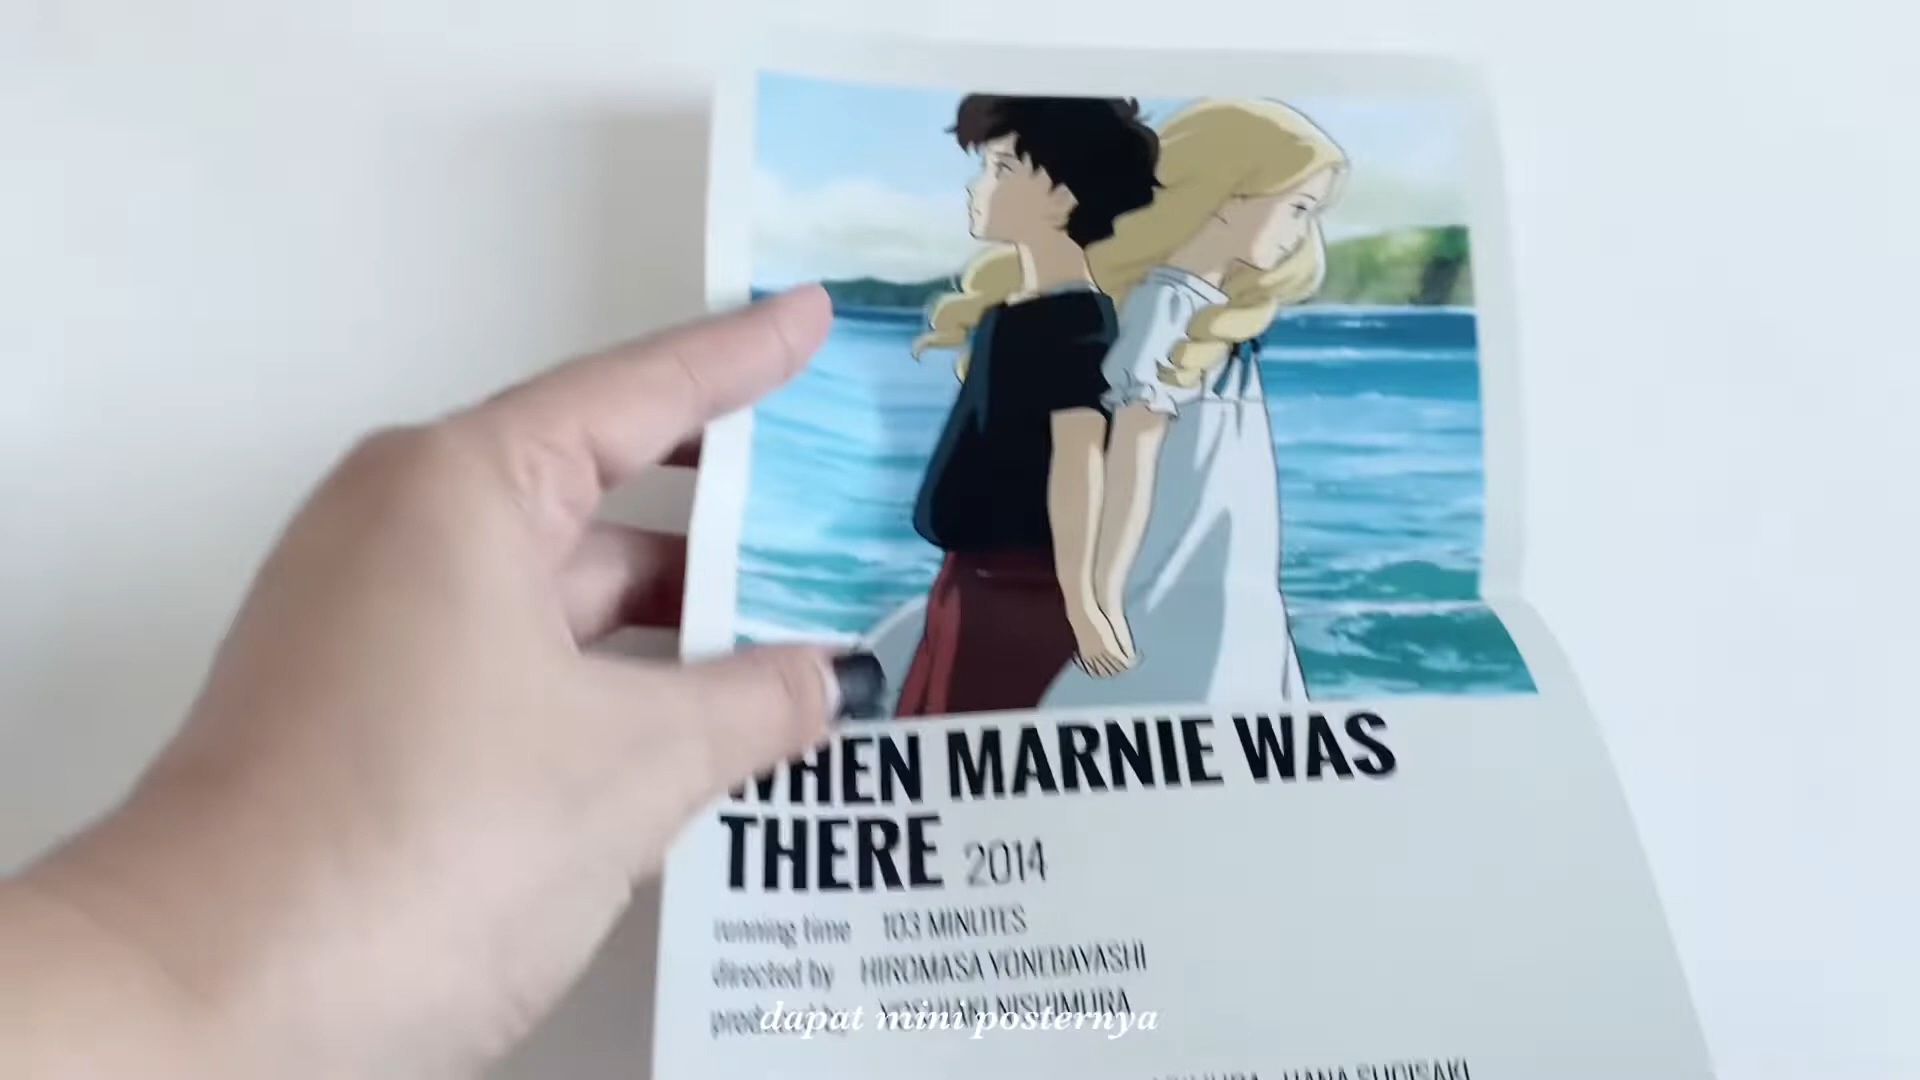 WHEN MARNIE WAS
THERE 2014
running time 103 MINUTES
directed by HIROMASA YONEBAYASHI
produced by YOSHIAKI NISHIMURA
dapat mini posternya
HANA SUGISAKI